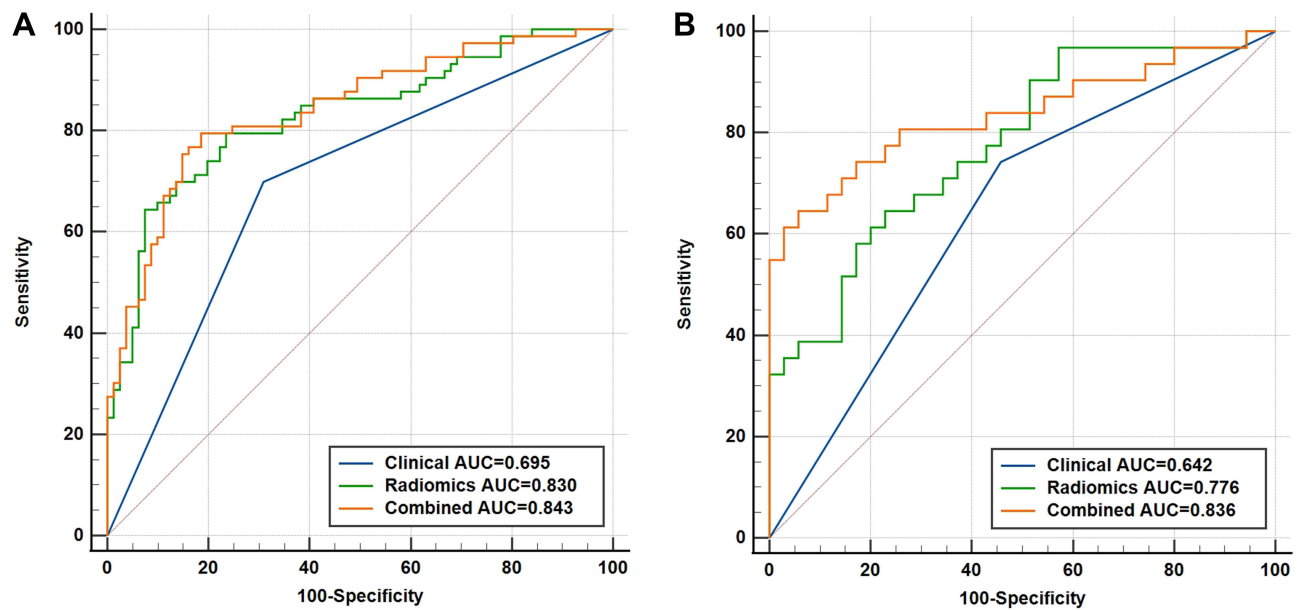 A
100
80
60
40
20
0
Sensitivity
0 20 40 60 80 100
100-Specificity
Clinical AUC=0.695
Radiomics AUC=0.830
Combined AUC=0.843
B
100
80
60
40
20
0
Sensitivity
0 20 40 60 80 100
100-Specificity
Clinical AUC=0.642
Radiomics AUC=0.776
Combined AUC=0.836